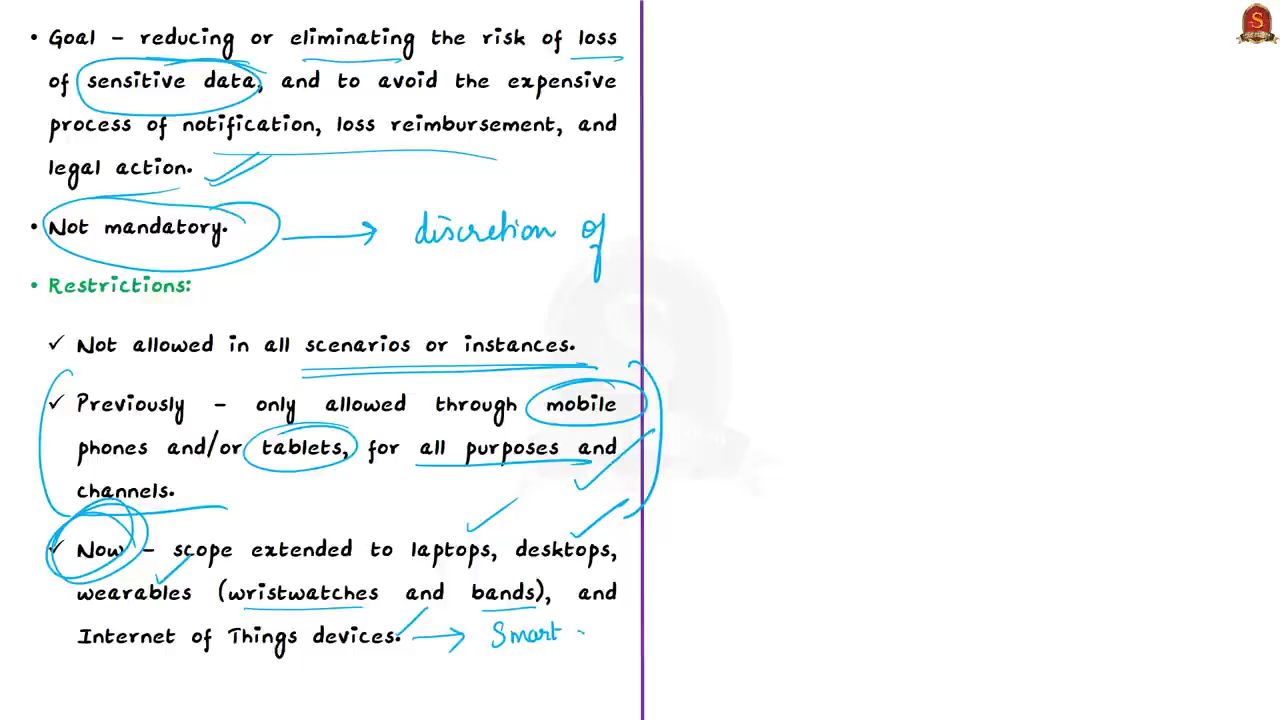 • Goal – reducing or eliminating the risk of loss
of sensitive data, and to avoid the expensive
process of notification, loss reimbursement, and
legal action.
• Not mandatory. → discretion of
• Restrictions:
✓ Not allowed in all scenarios or instances.
✓ Previously – only allowed through mobile
phones and/or tablets, for all purposes and
channels.
✓ Now – scope extended to laptops, desktops,
wearables (wristwatches and bands), and
Internet of Things devices. → Smart
S